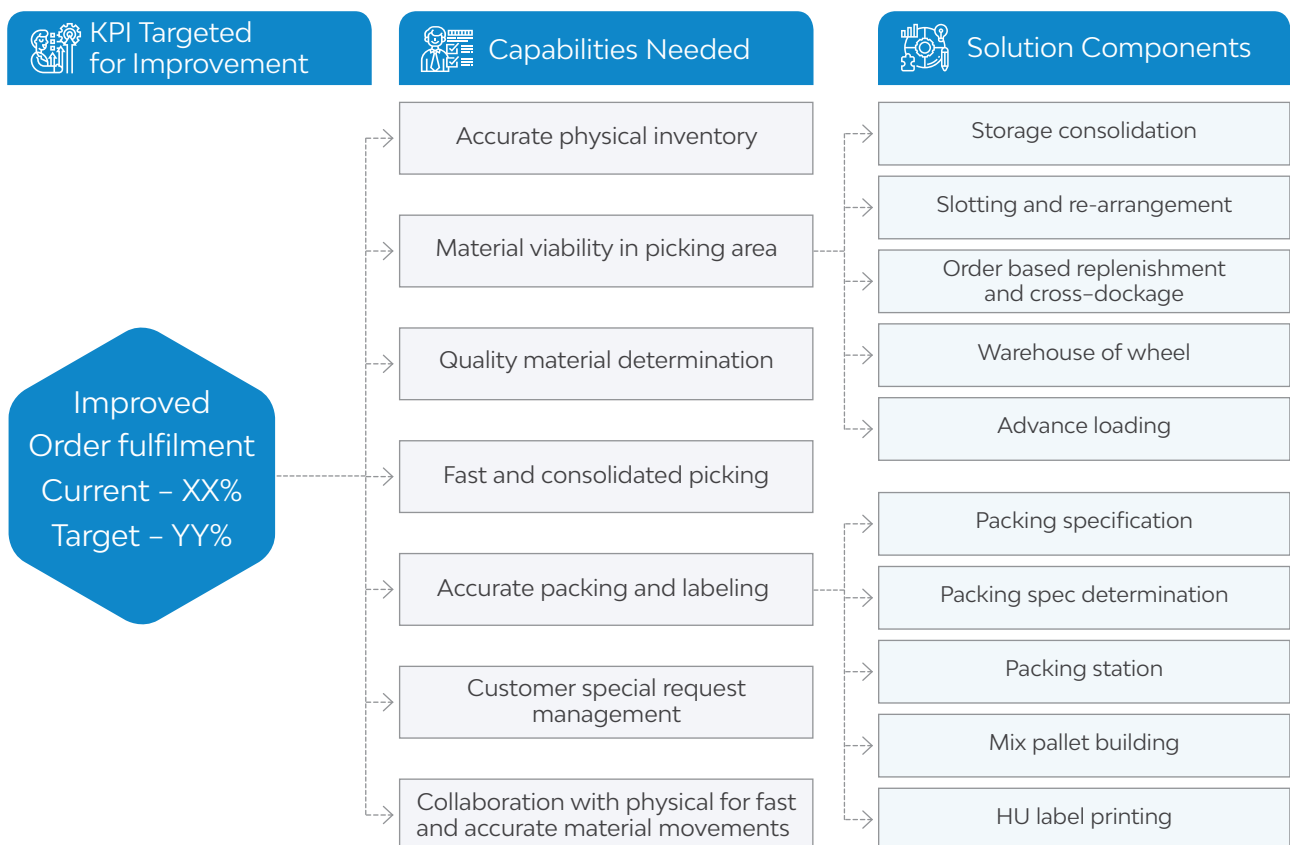 KPI Targeted
for Improvement
Capabilities Needed
Solution Components
Improved
Order fulfilment
Current – XX%
Target – YY%
Accurate physical inventory
Material viability in picking area
Quality material determination
Fast and consolidated picking
Accurate packing and labeling
Customer special request
management
Collaboration with physical for fast
and accurate material movements
Storage consolidation
Slotting and re-arrangement
Order based replenishment
and cross–dockage
Warehouse of wheel
Advance loading
Packing specification
Packing spec determination
Packing station
Mix pallet building
HU label printing